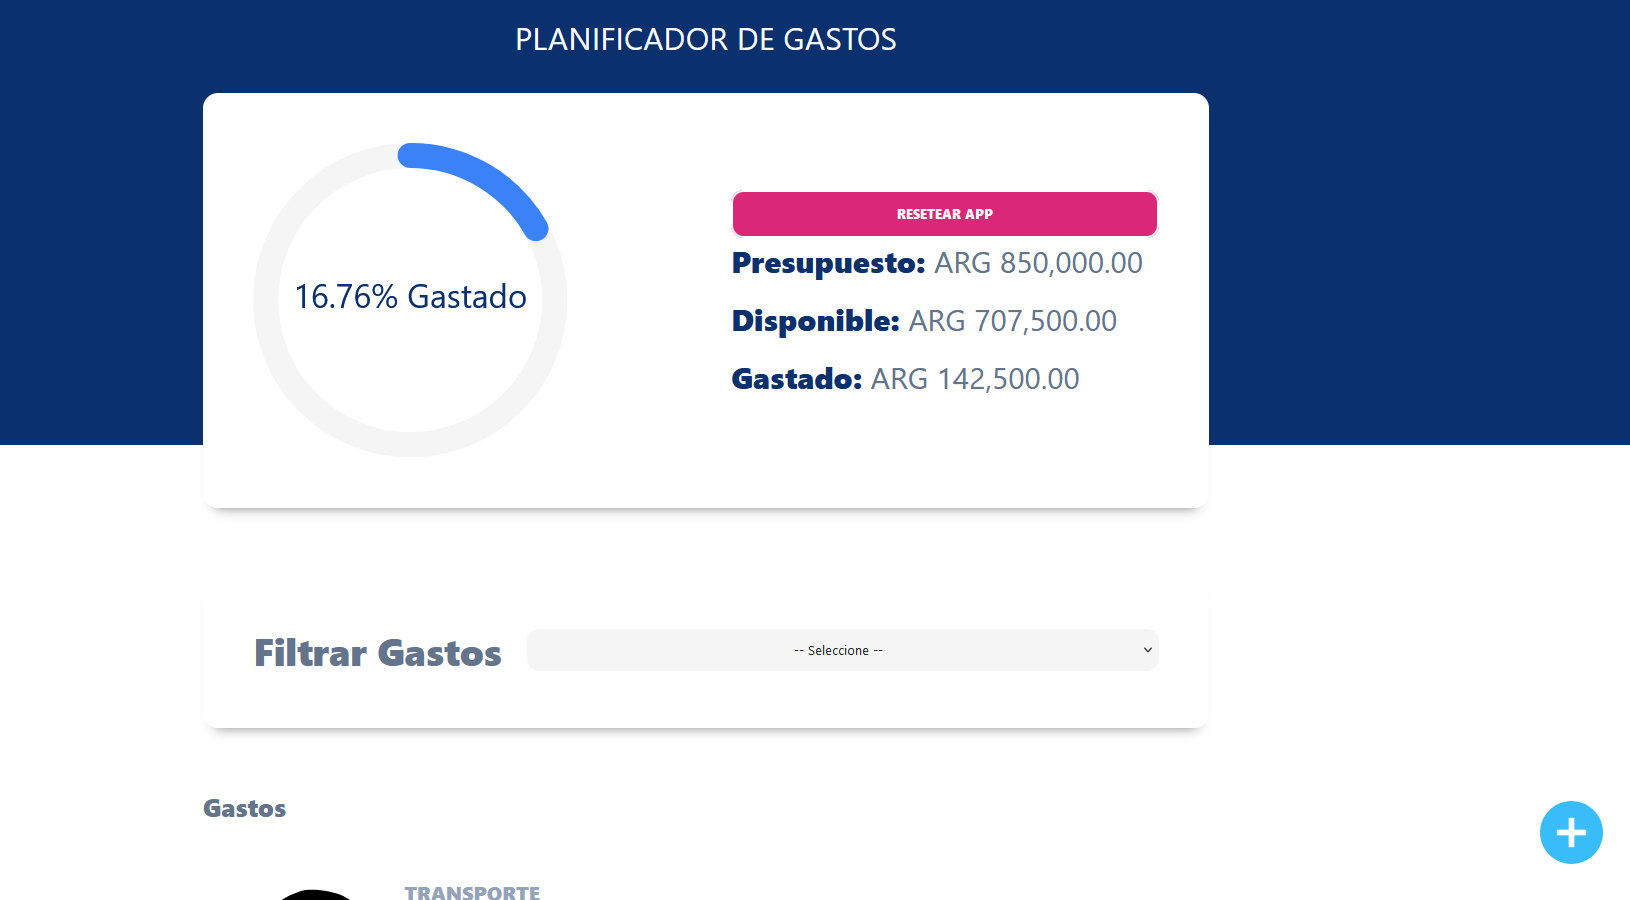 PLANIFICADOR DE GASTOS
16.76% Gastado
RESETEAR APP
Presupuesto: ARG 850,000.00
Disponible: ARG 707,500.00
Gastado: ARG 142,500.00
Filtrar Gastos
-- Seleccione --
Gastos
TRANSPORTE